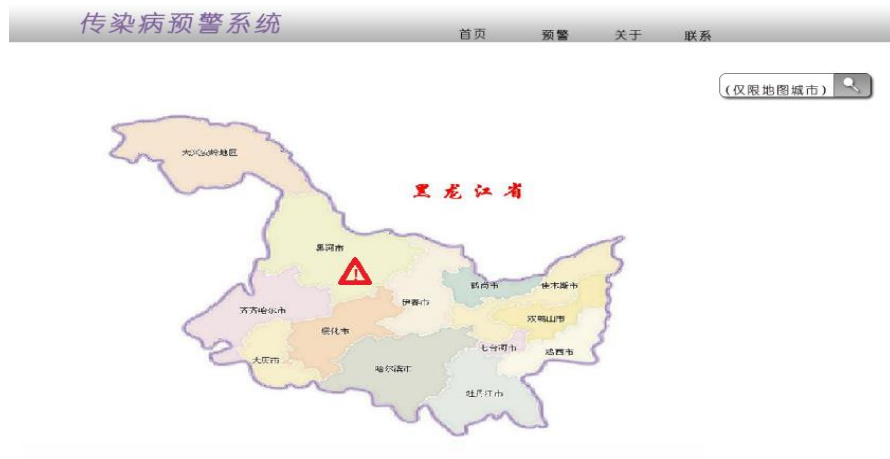 传染病预警系统
首页 预警 关于 联系
(仅限地图城市)
大兴安岭地区
黑龙江省
黑河市
鹤岗市 佳木斯市
齐齐哈尔市 伊春市
双鸭山市
绥化市
七台河市 鸡西市
大庆市
哈尔滨市
牡丹江市